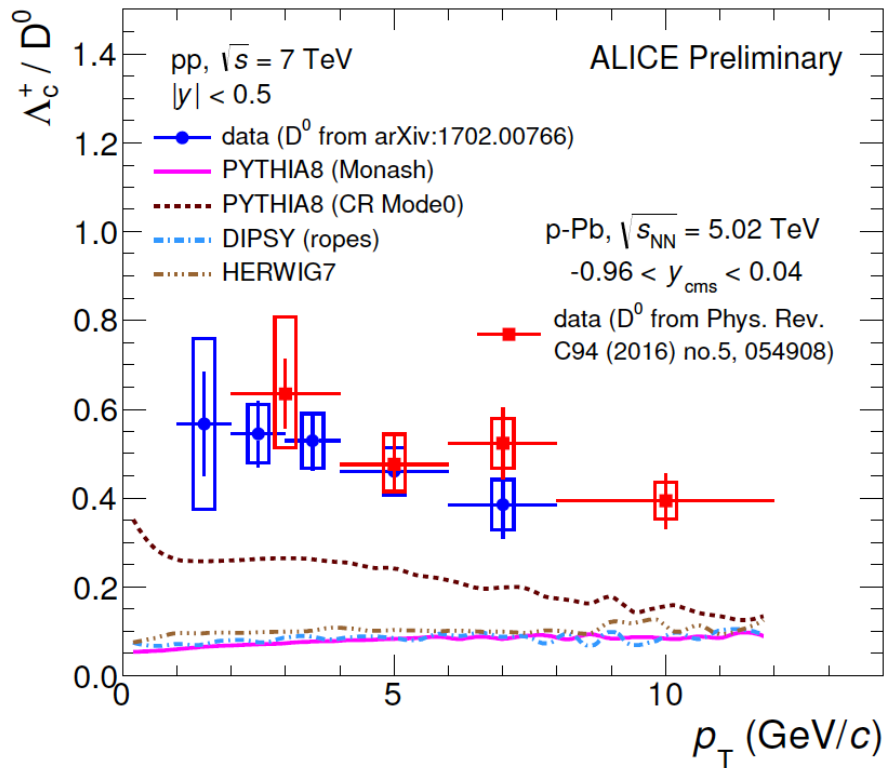 Λc+ / D0
1.4
1.2
1.0
0.8
0.6
0.4
0.2
0.0
pp, √s = 7 TeV
|y| < 0.5
ALICE Preliminary
data (D0 from arXiv:1702.00766)
PYTHIA8 (Monash)
PYTHIA8 (CR Mode0)
DIPSY (ropes)
HERWIG7
p-Pb, √sNN = 5.02 TeV
-0.96 < ycms < 0.04
data (D0 from Phys. Rev.
C94 (2016) no.5, 054908)
0 5 10
pT (GeV/c)